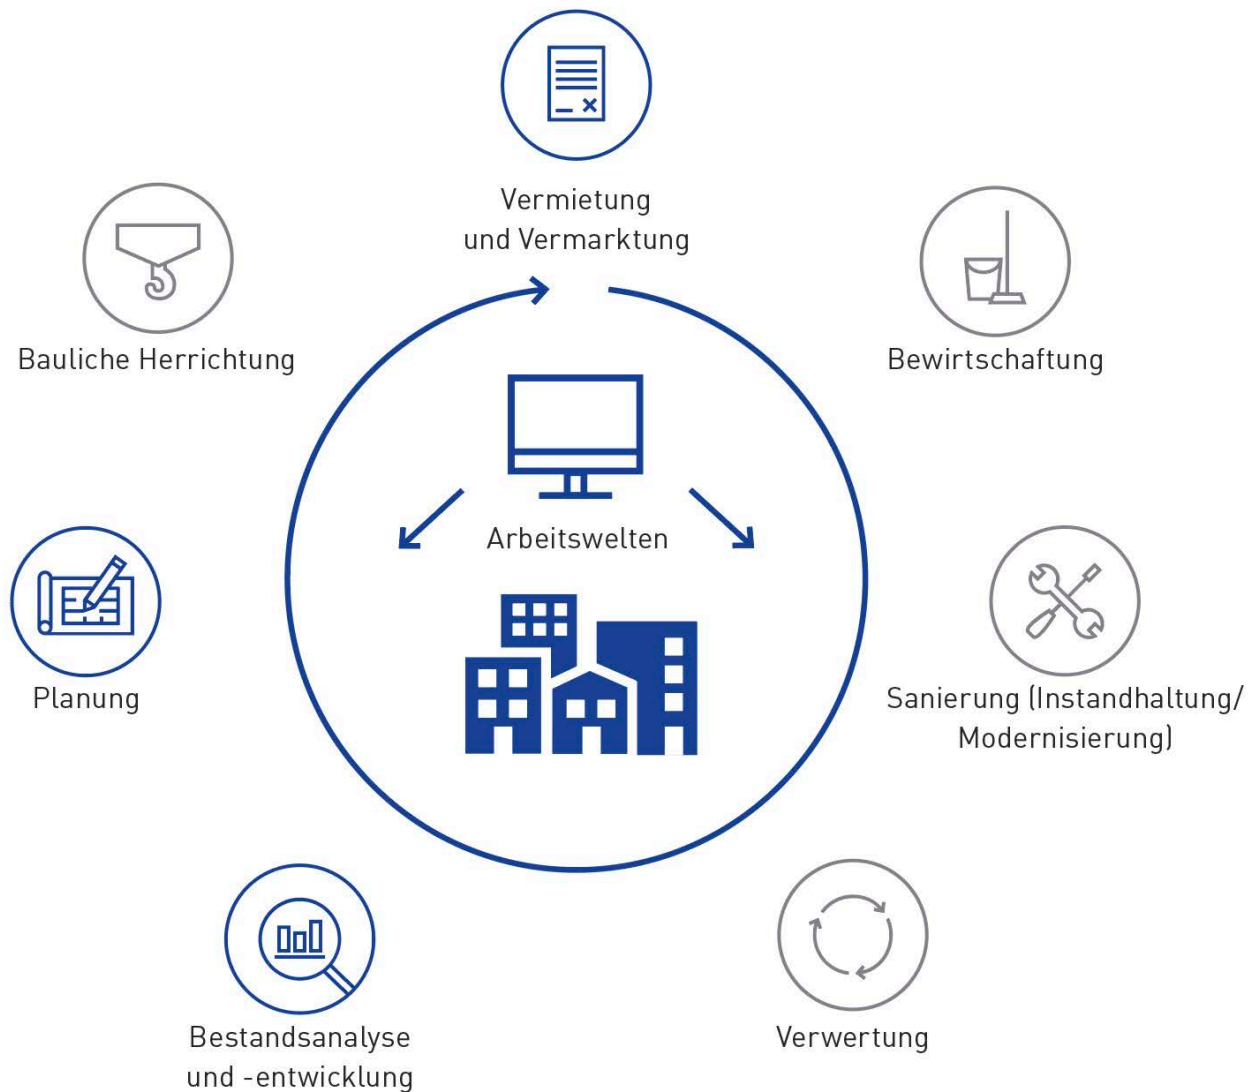 Vermietung
und Vermarktung
Bauliche Herrichtung
Bewirtschaftung
Arbeitswelten
Planung
Sanierung (Instandhaltung/
Modernisierung)
Bestandsanalyse
und -entwicklung
Verwertung